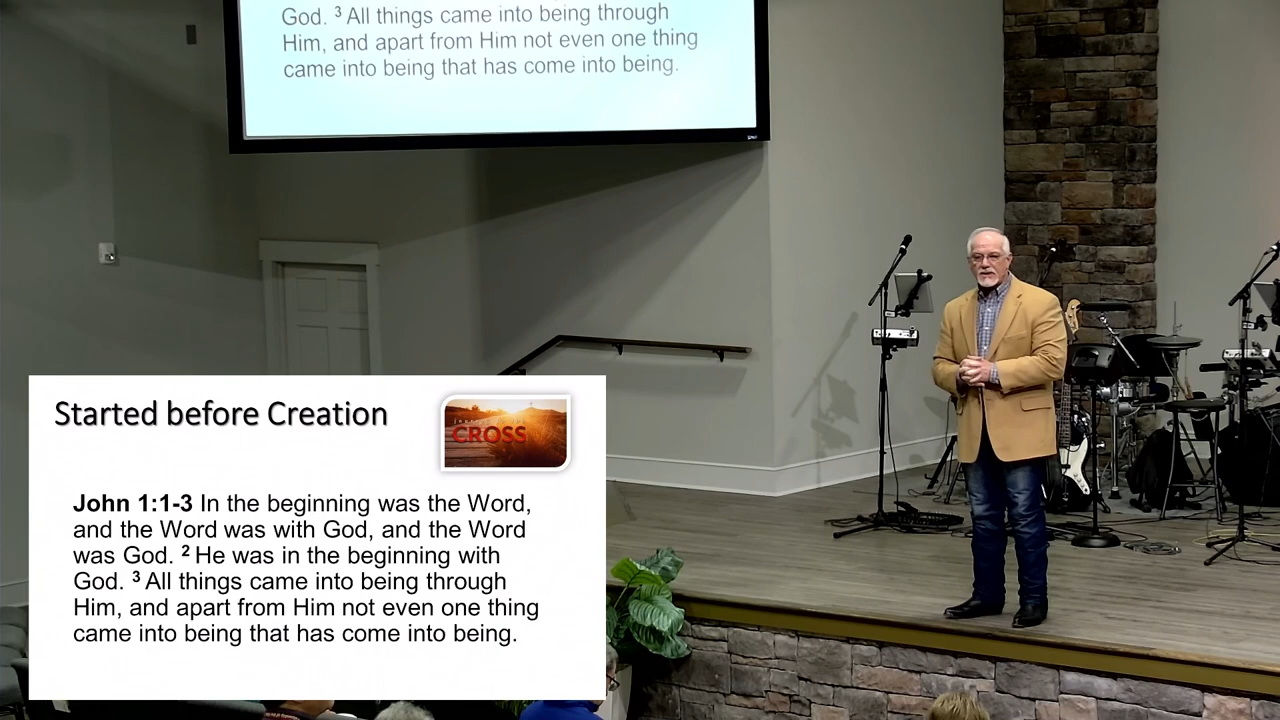 God. ³ All things came into being through
Him, and apart from Him not even one thing
came into being that has come into being.
Started before Creation
CROSS
John 1:1-3 In the beginning was the Word,
and the Word was with God, and the Word
was God. ² He was in the beginning with
God. ³ All things came into being through
Him, and apart from Him not even one thing
came into being that has come into being.